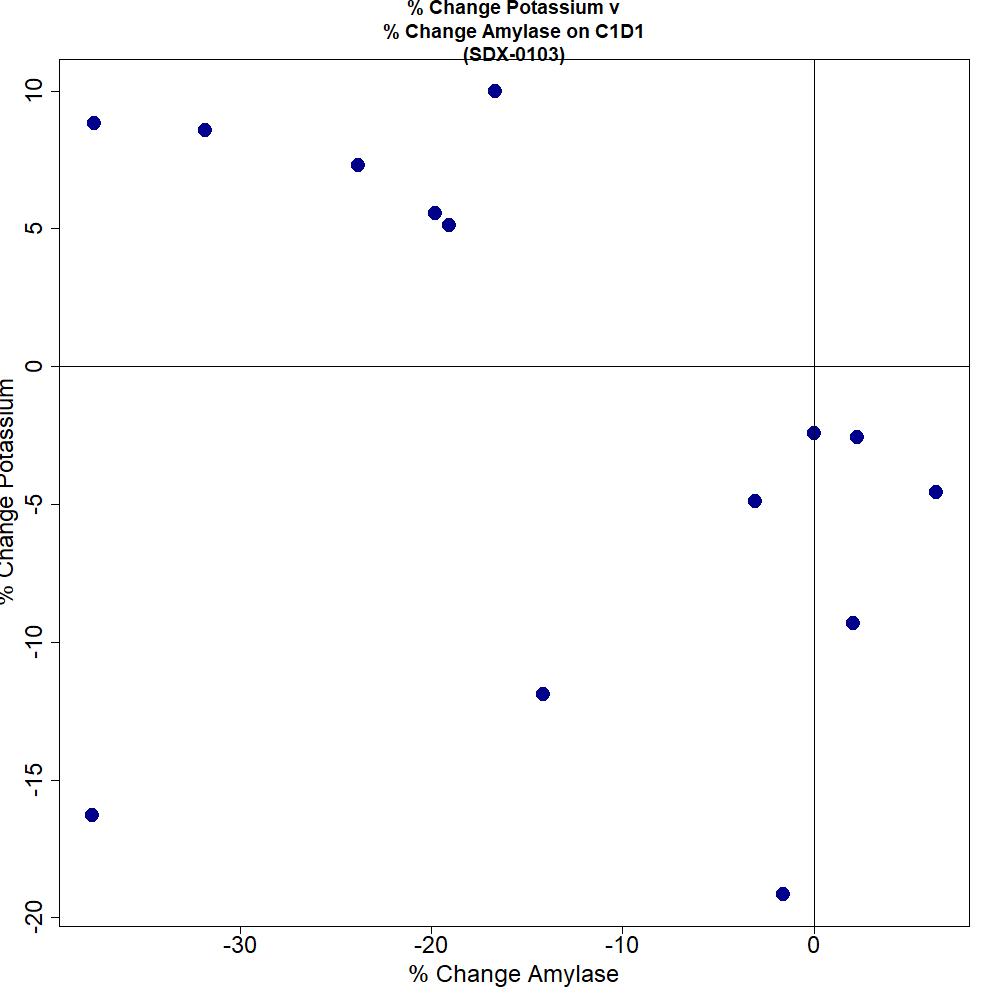 % Change Potassium v
% Change Amylase on C1D1
(SDX-0103)
10
5
0
-5
-10
-15
-20
% Change Potassium
-30
-20
-10
0
% Change Amylase